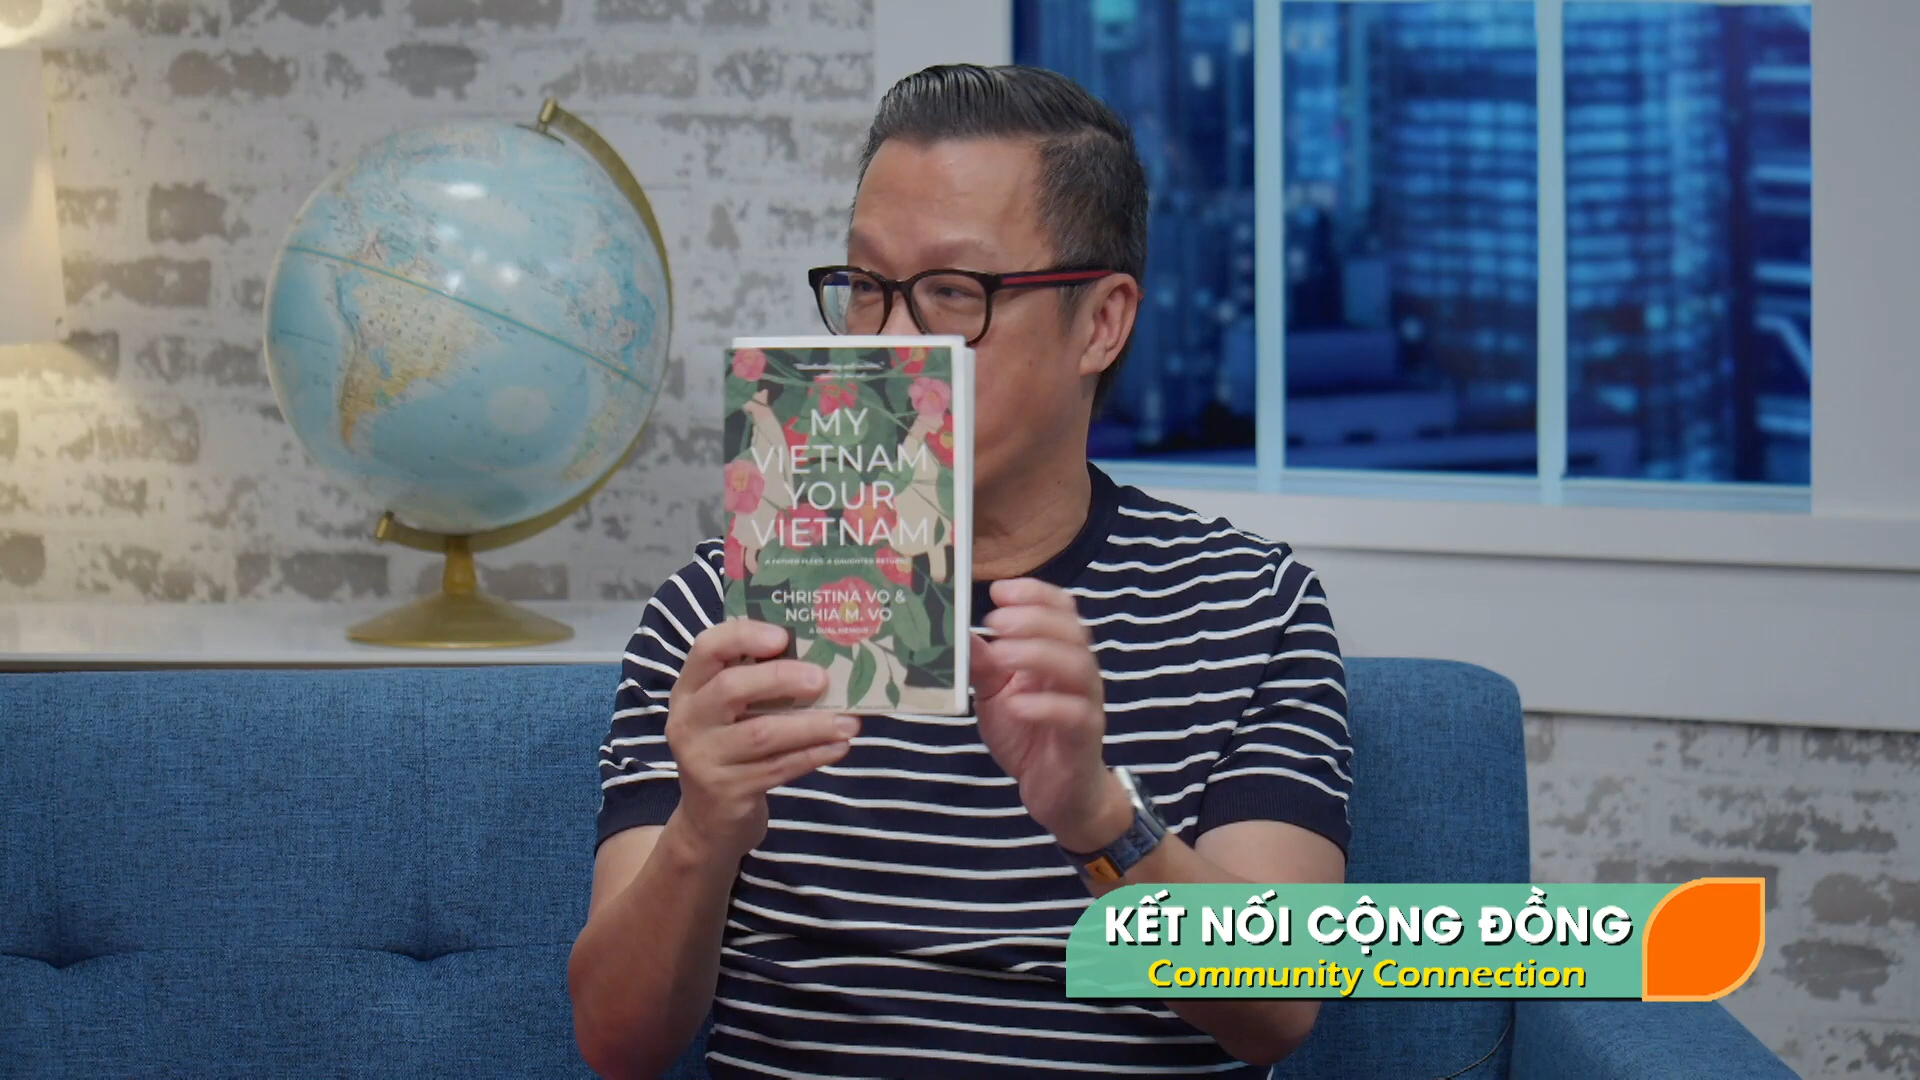 MY
VIETNAM
YOUR
VIETNAM
A FATHER FLEES. A DAUGHTER RETURNS.
CHRISTINA VO &
NGHIA M. VO
A DUAL MEMOIR
KẾT NỐI CỘNG ĐỒNG
Community Connection